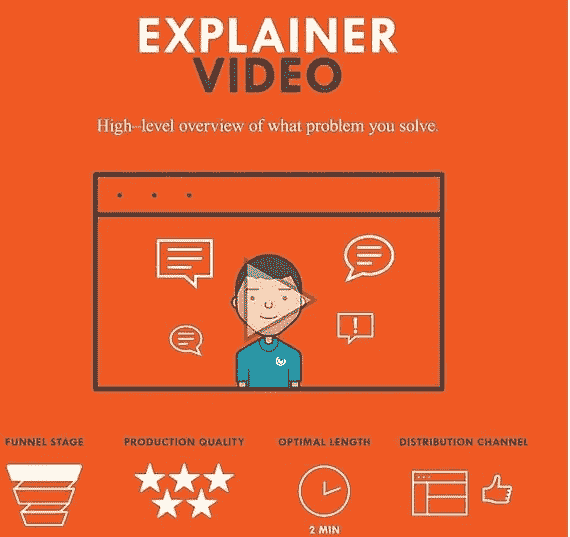 EXPLAINER
VIDEO
High-level overview of what problem you solve.
!
FUNNEL STAGE
PRODUCTION QUALITY
OPTIMAL LENGTH
DISTRIBUTION CHANNEL
2 MIN